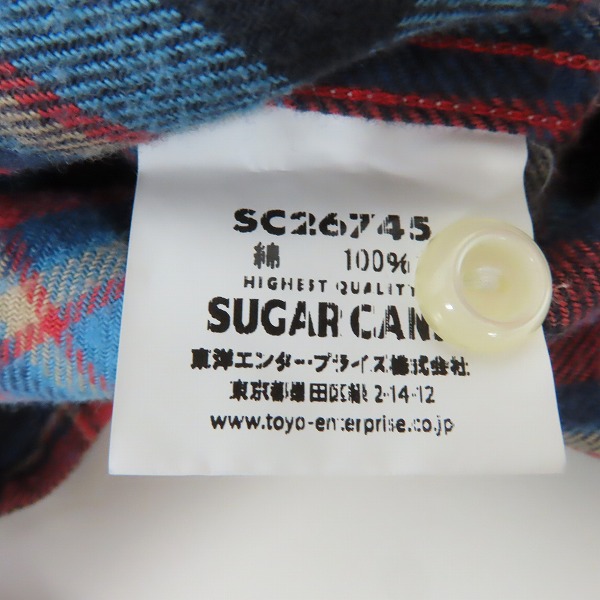 SC26745
綿 100%
HIGHEST QUALITY
SUGAR CAN
東洋エンタープライズ株式会社
東京都墨田区緑2-14-12
www.toyo-enterprise.co.jp